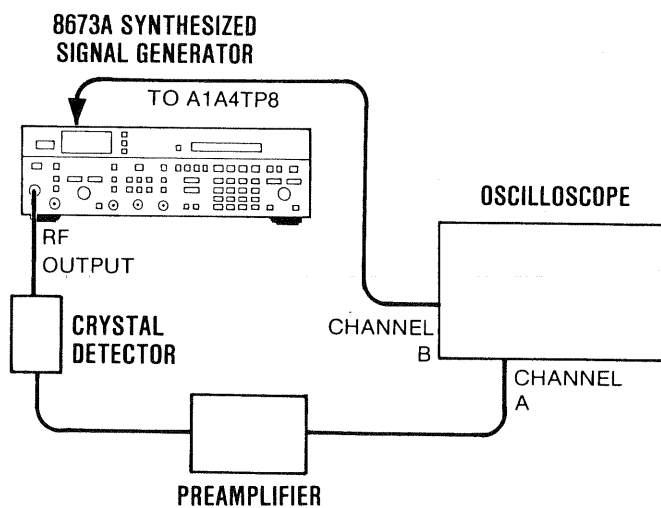 8673A SYNTHESIZED
SIGNAL GENERATOR
TO A1A4TP8
OSCILLOSCOPE
RF
OUTPUT
CRYSTAL
DETECTOR
CHANNEL
B
CHANNEL
A
PREAMPLIFIER